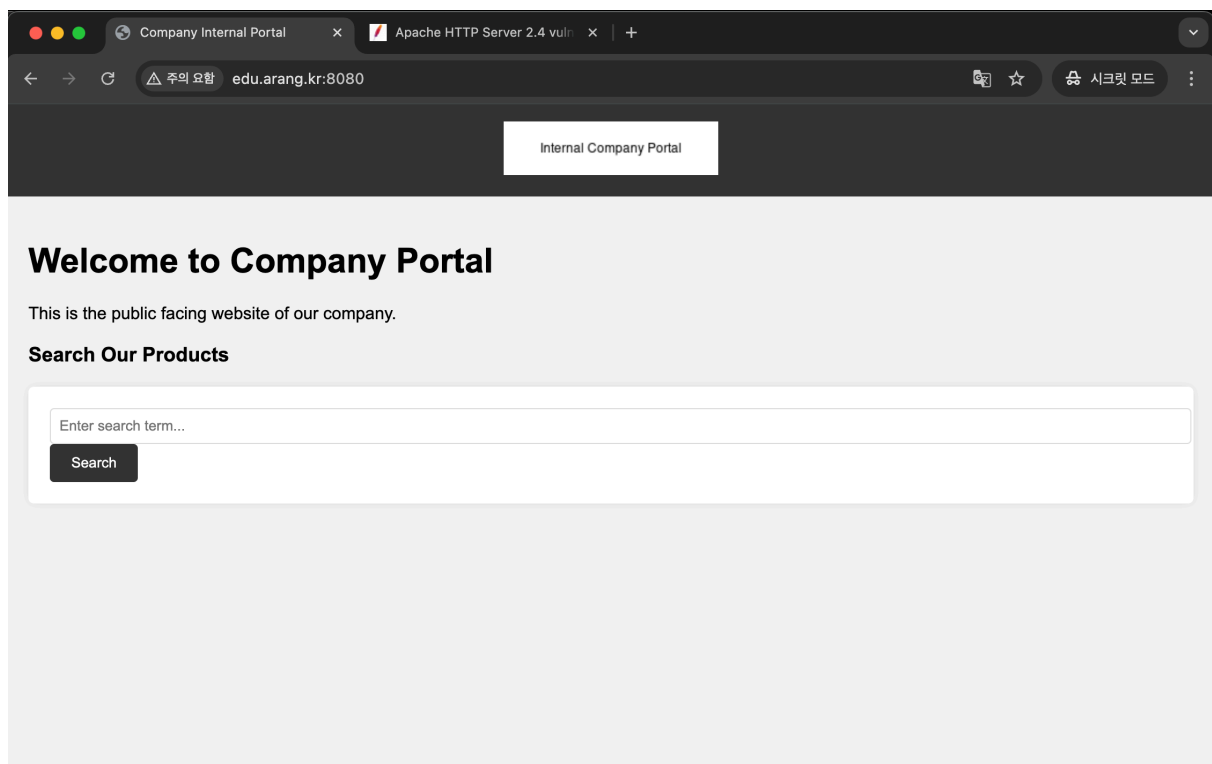 Company Internal Portal
Apache HTTP Server 2.4 vuln
주의 요함 edu.arang.kr:8080 시크릿 모드
Internal Company Portal
Welcome to Company Portal
This is the public facing website of our company.
Search Our Products
Enter search term...
Search